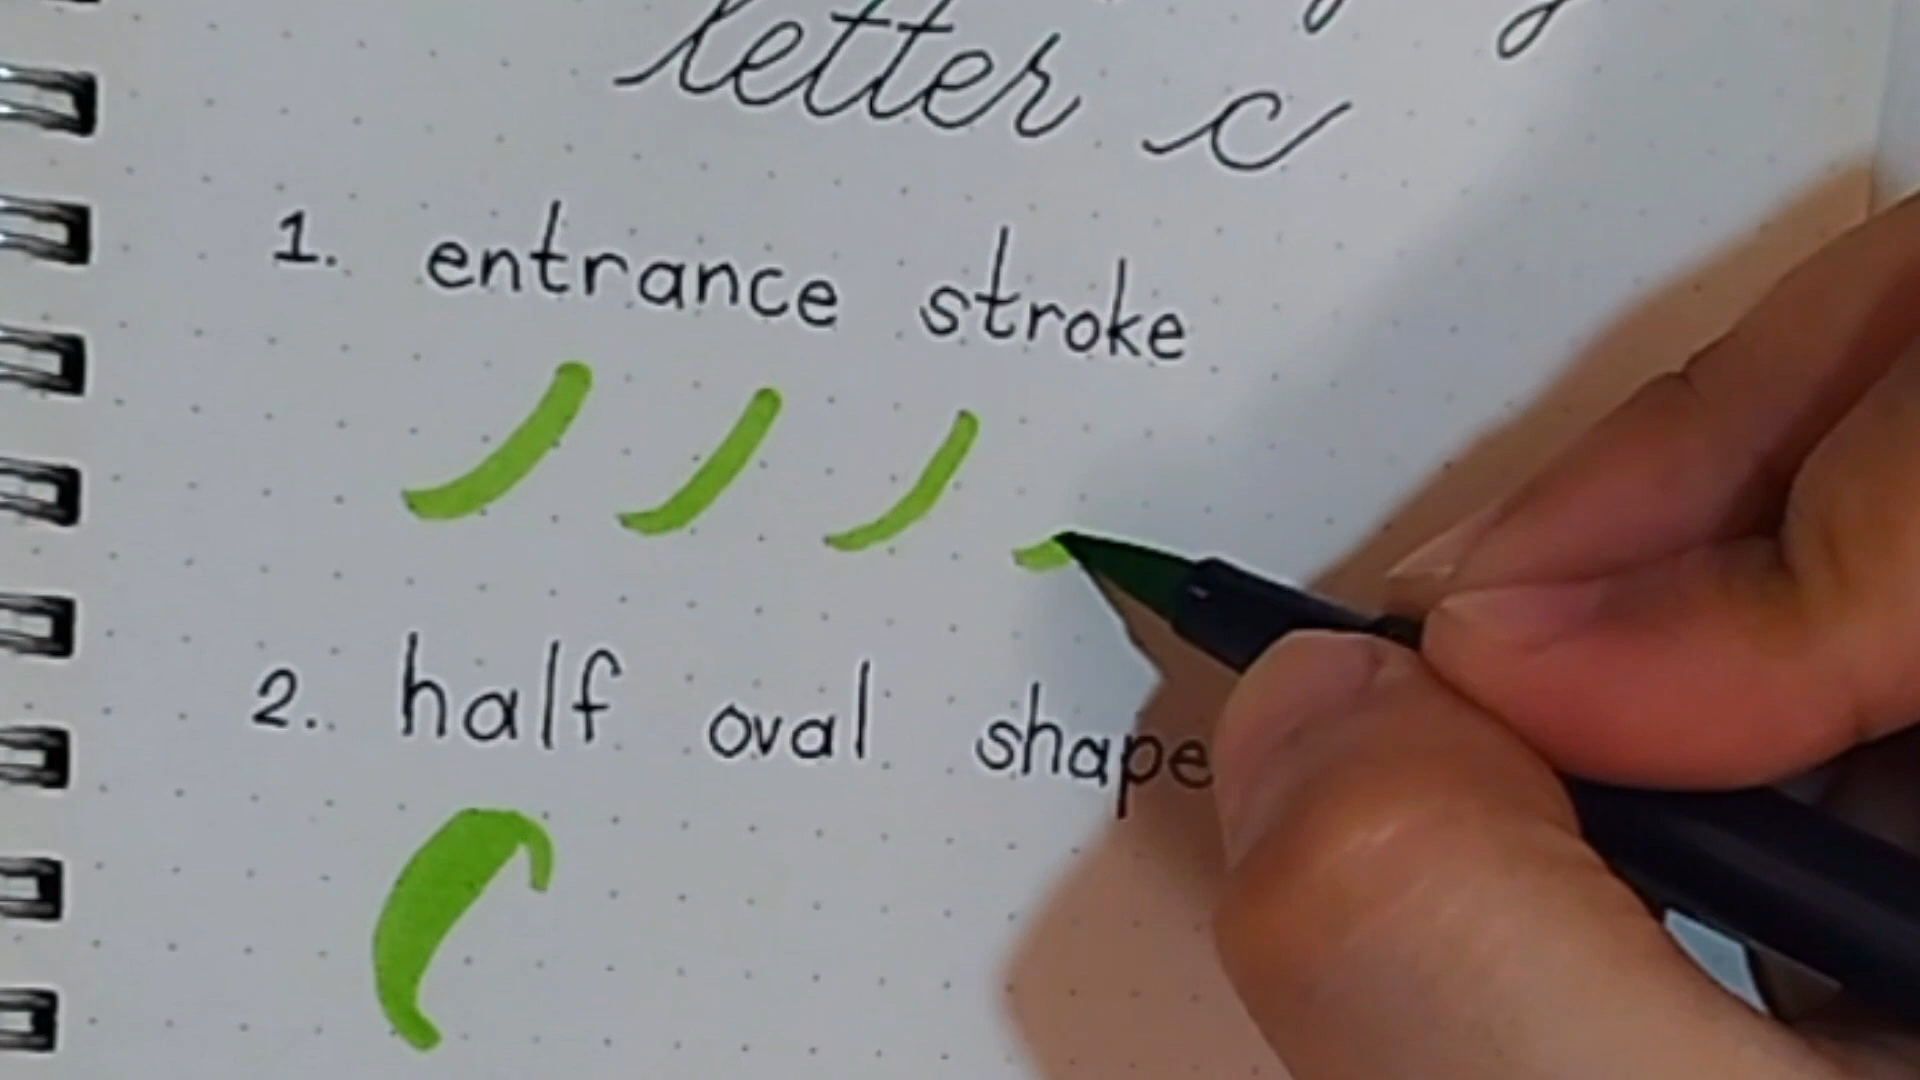 letter c
1. entrance stroke
2. half oval shape